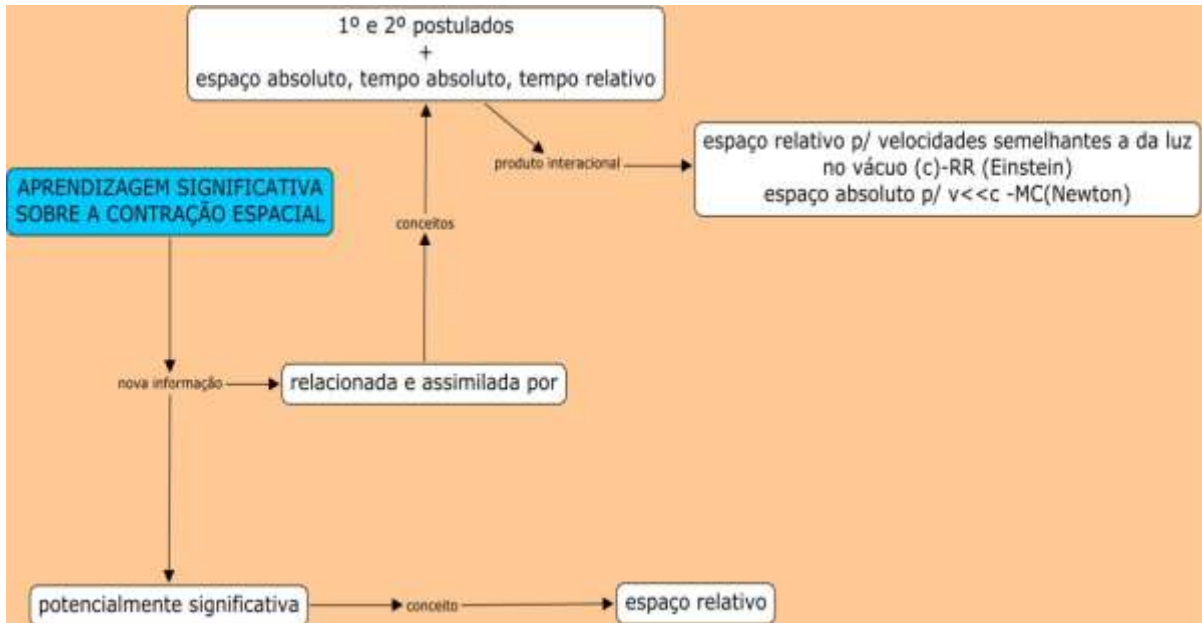 1º e 2º postulados
+
espaço absoluto, tempo absoluto, tempo relativo
produto interacional
espaço relativo p/ velocidades semelhantes a da luz
no vácuo (c)-RR (Einstein)
espaço absoluto p/ v<<c -MC(Newton)
APRENDIZAGEM SIGNIFICATIVA
SOBRE A CONTRAÇÃO ESPACIAL
conceitos
nova informação
relacionada e assimilada por
potencialmente significativa
conceito
espaço relativo